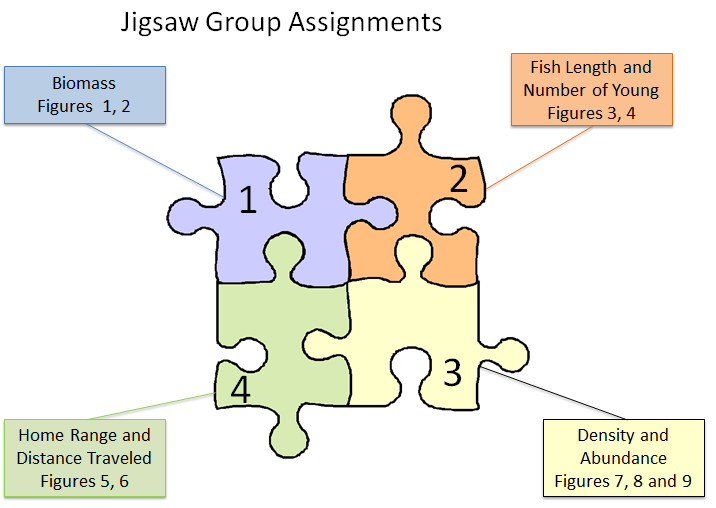 Jigsaw Group Assignments
Biomass
Figures 1, 2
Fish Length and
Number of Young
Figures 3, 4
1
2
3
4
Home Range and
Distance Traveled
Figures 5, 6
Density and
Abundance
Figures 7, 8 and 9